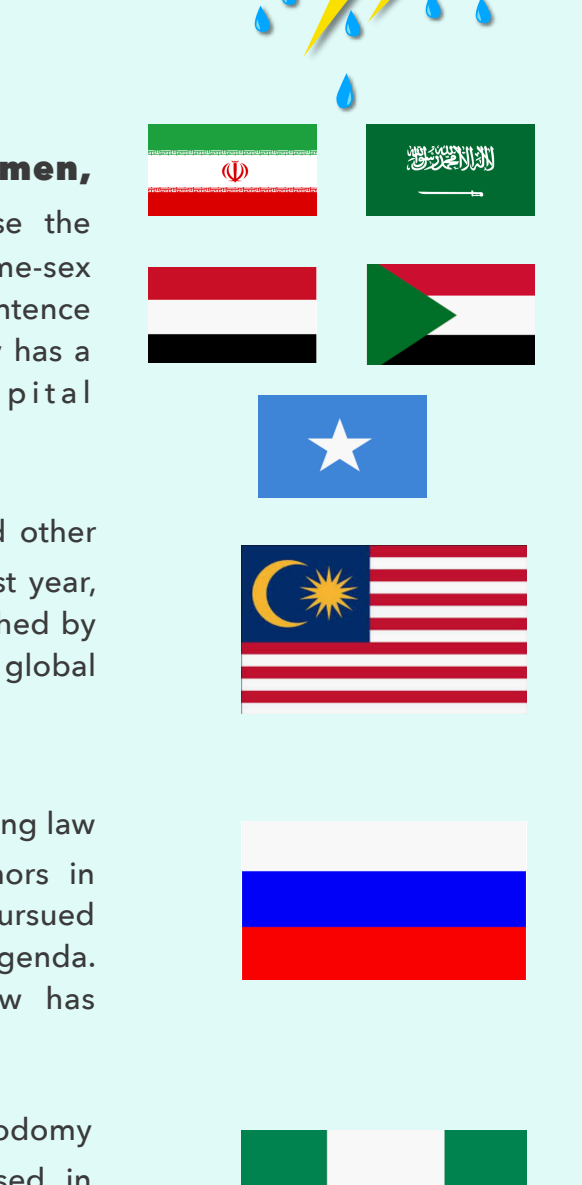 men,
se the
me-sex
ntence
has a
pital
other
st year,
hed by
global
ng law
nors in
ursued
genda.
w has
odomy
sed in